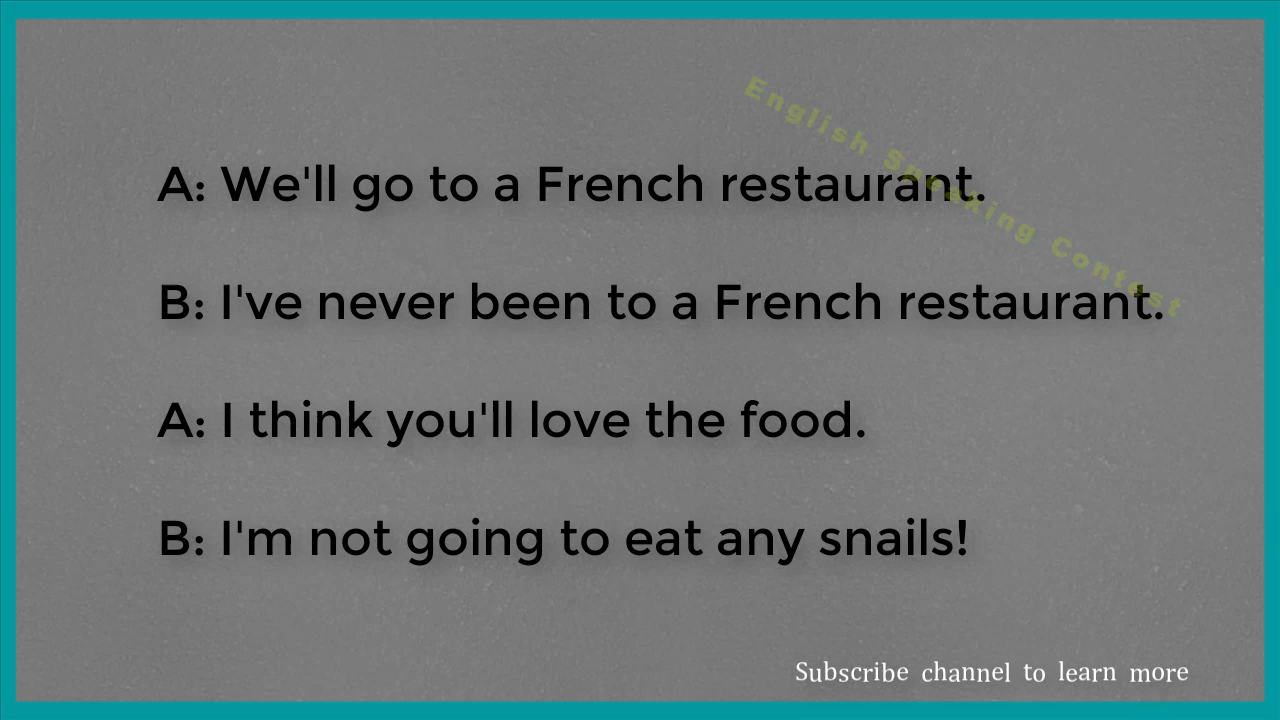 English Speaking Contest
A: We'll go to a French restaurant.
B: I've never been to a French restaurant.
A: I think you'll love the food.
B: I'm not going to eat any snails!
Subscribe channel to learn more